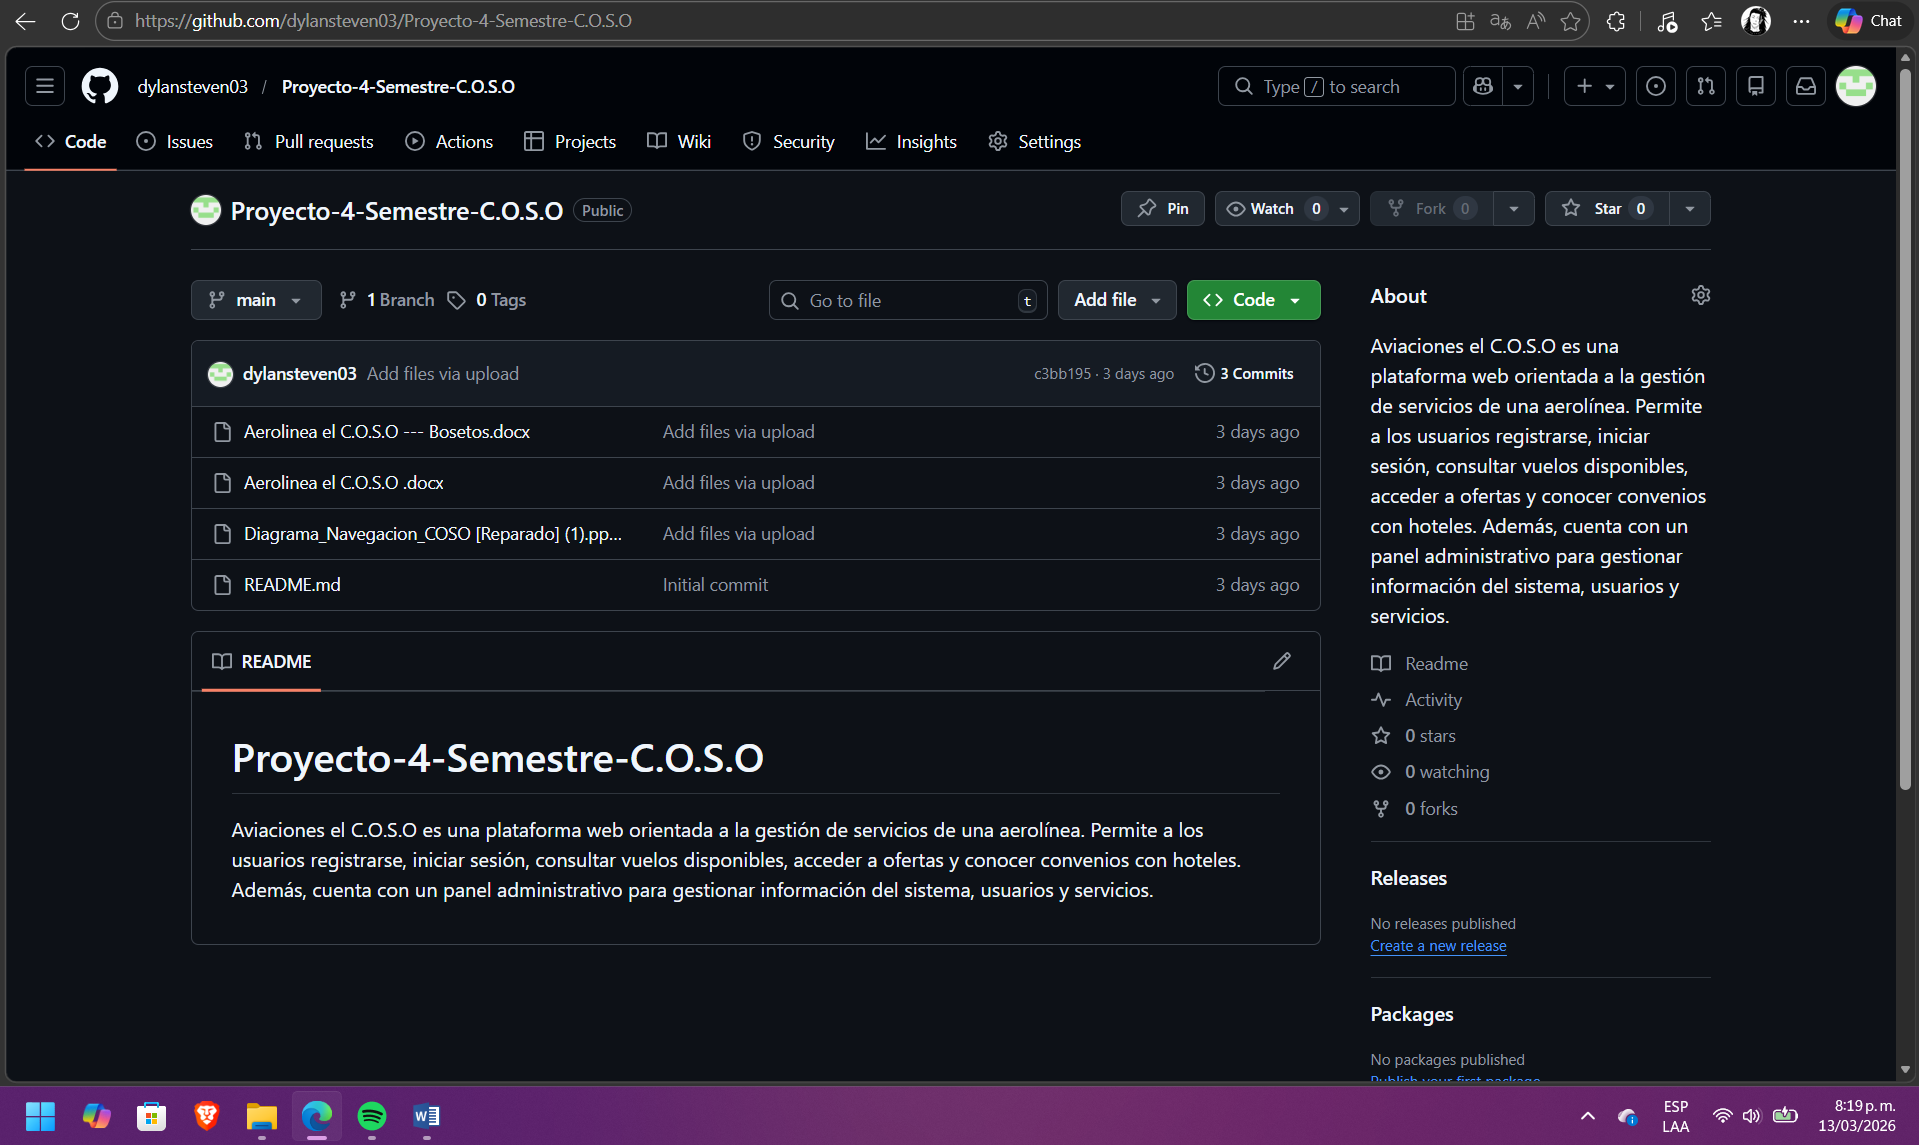 https://github.com/dylansteven03/Proyecto-4-Semestre-C.O.S.O
Chat
dylansteven03 / Proyecto-4-Semestre-C.O.S.O
Type / to search
Code
Issues
Pull requests
Actions
Projects
Wiki
Security
Insights
Settings
Proyecto-4-Semestre-C.O.S.O Public
Pin
Watch 0
Fork 0
Star 0
main
1 Branch
0 Tags
Go to file t
Add file
Code
dylansteven03 Add files via upload c3bb195 · 3 days ago 3 Commits
Aerolinea el C.O.S.O --- Bosetos.docx Add files via upload 3 days ago
Aerolinea el C.O.S.O .docx Add files via upload 3 days ago
Diagrama_Navegacion_COSO [Reparado] (1).pp... Add files via upload 3 days ago
README.md Initial commit 3 days ago
README
Proyecto-4-Semestre-C.O.S.O
Aviaciones el C.O.S.O es una plataforma web orientada a la gestión de servicios de una aerolínea. Permite a los
usuarios registrarse, iniciar sesión, consultar vuelos disponibles, acceder a ofertas y conocer convenios con hoteles.
Además, cuenta con un panel administrativo para gestionar información del sistema, usuarios y servicios.
About
Aviaciones el C.O.S.O es una
plataforma web orientada a la gestión
de servicios de una aerolínea. Permite
a los usuarios registrarse, iniciar
sesión, consultar vuelos disponibles,
acceder a ofertas y conocer convenios
con hoteles. Además, cuenta con un
panel administrativo para gestionar
información del sistema, usuarios y
servicios.
Readme
Activity
0 stars
0 watching
0 forks
Releases
No releases published
Create a new release
Packages
No packages published
Publish your first package
ESP
LAA
8:19 p. m.
13/03/2026